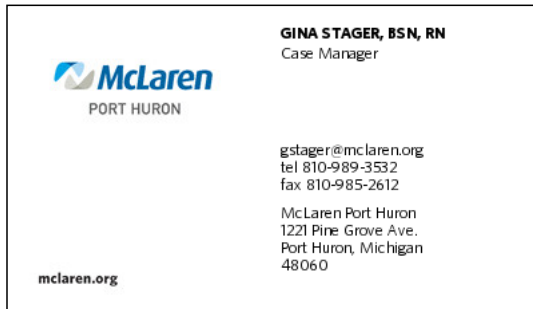 McLaren
PORT HURON
mclaren.org
GINA STAGER, BSN, RN
Case Manager
gstager@mclaren.org
tel 810-989-3532
fax 810-985-2612
McLaren Port Huron
1221 Pine Grove Ave.
Port Huron, Michigan
48060